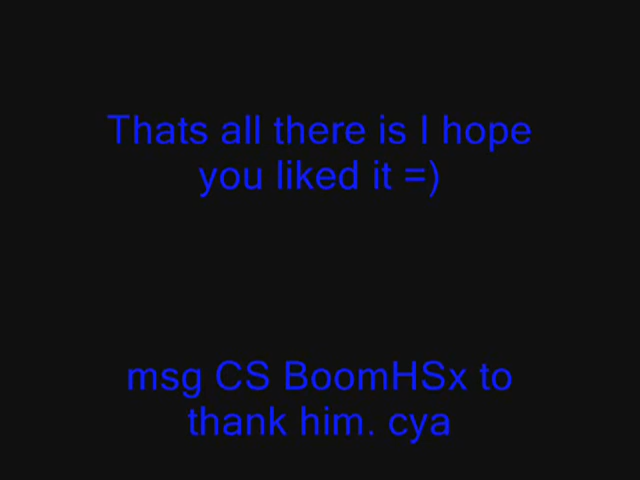 Thats all there is I hope
you liked it =)
msg CS BoomHSx to
thank him. cya